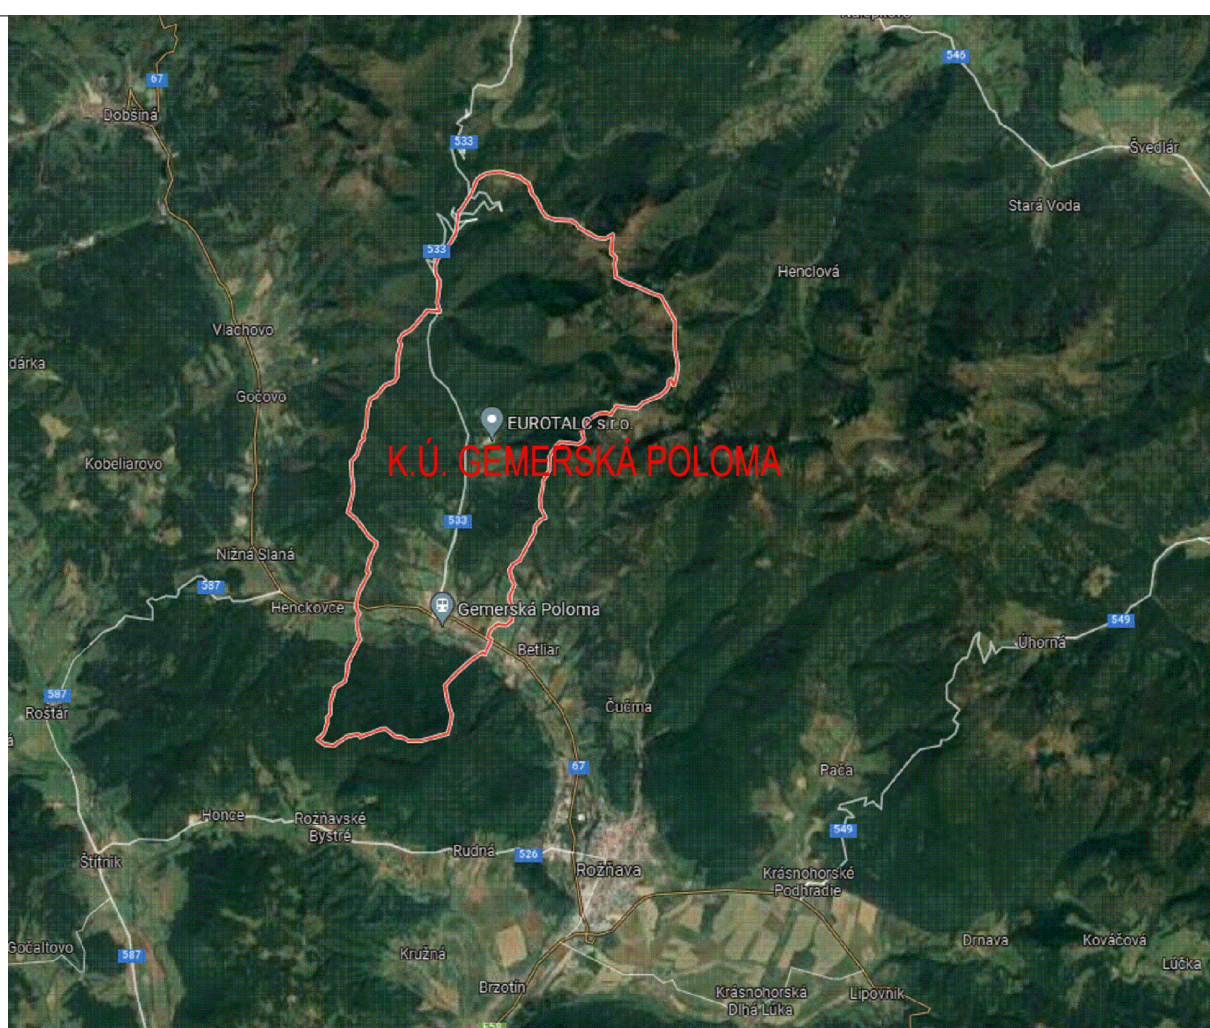 546
67
Dobšiná
533
Švedlár
Stará Voda
533
Henclová
Vlachovo
dárka
Gočovo
EUROTALC s.r.o.
K.Ú. GEMERSKÁ POLOMA
Kobeliarovo
533
Nižná Slaná
587
Henckovce
Gemerská Poloma
549
Úhorná
Betliar
587
Roštár
Čučma
á
67
Pača
Honce
Rožňavské
Bystré
549
Rudná
526
Štítnik
Rožňava
Krásnohorské
Podhradie
Gočaltovo
587
Kružná
Drnava
Kováčová
Lúčka
Brzotín
Krásnohorská
Dlhá Lúka
Lipovník
E58